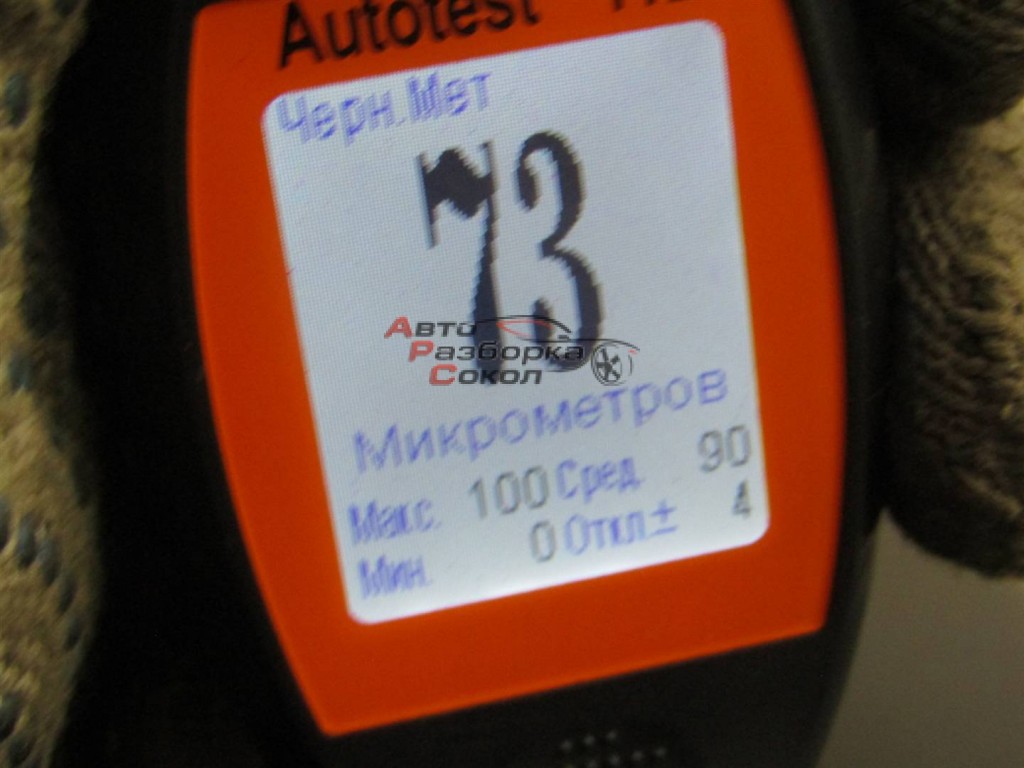 Autotest
Черн.Мет
73
Авто
Разборка
Сокол
Микрометров
Макс. 100 Сред. 90
Мин. 0 Откл ± 4